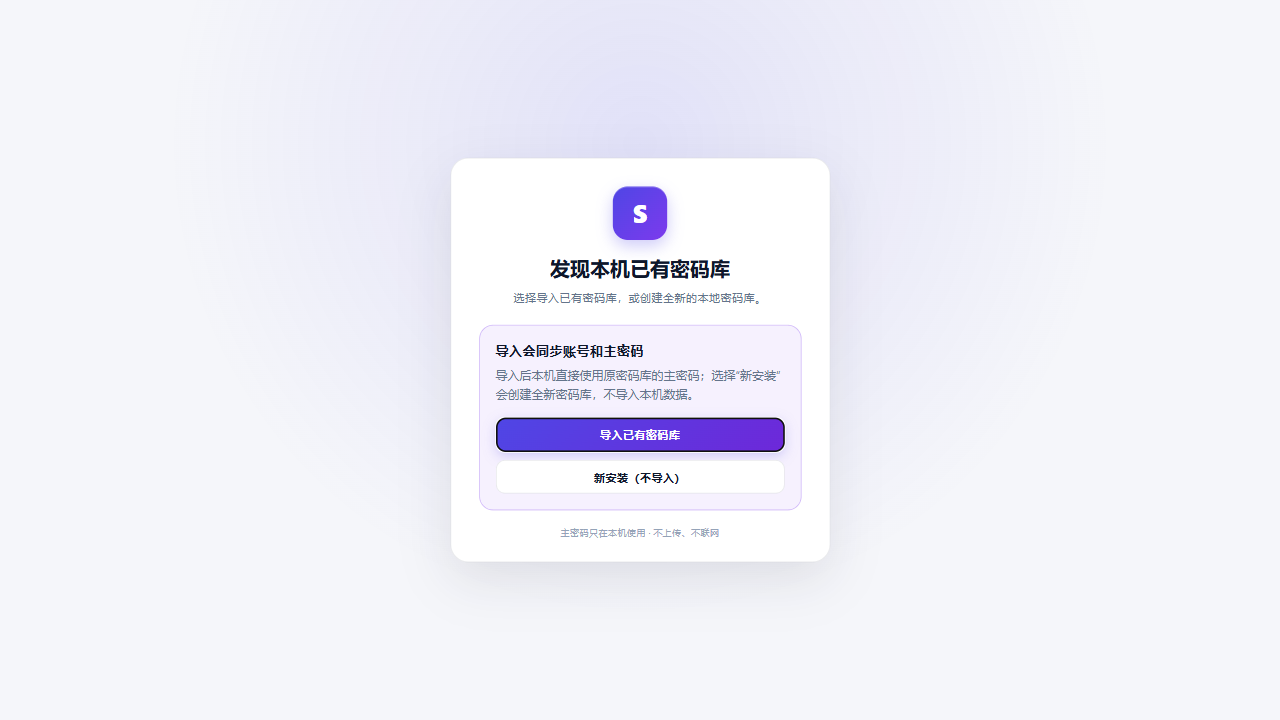 S
发现本机已有密码库
选择导入已有密码库，或创建全新的本地密码库。
导入会同步账号和主密码
导入后本机直接使用原密码库的主密码；选择“新安装”
会创建全新密码库，不导入本机数据。
导入已有密码库
新安装（不导入）
主密码只在本机使用 · 不上传、不联网